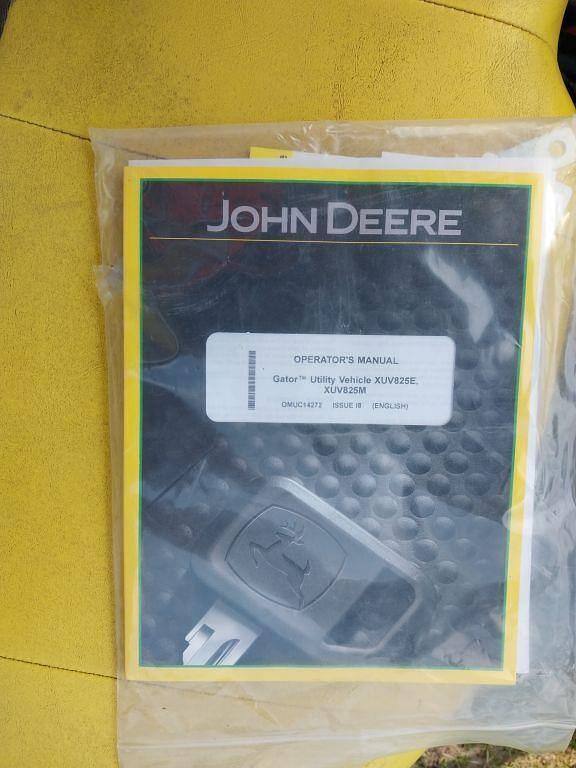 JOHN DEERE
OPERATOR'S MANUAL
Gator™ Utility Vehicle XUV825E,
XUV825M
OMUC14272 ISSUE I8 (ENGLISH)